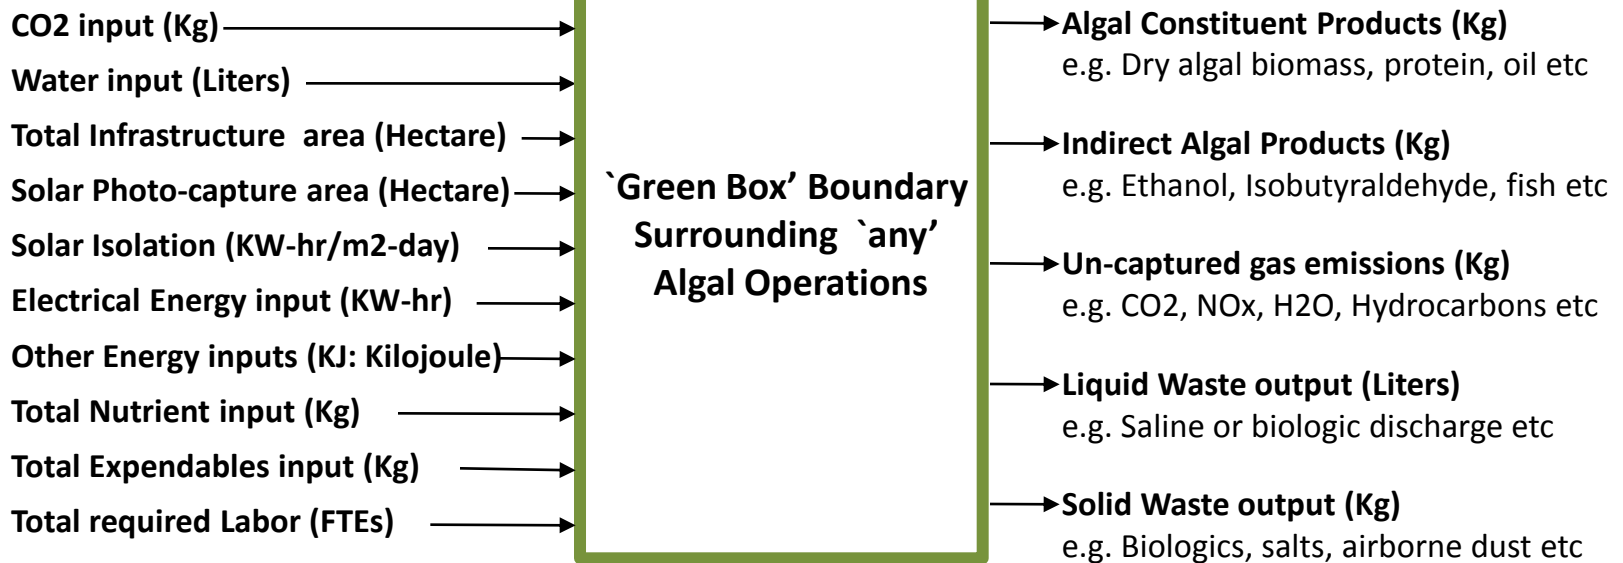 CO2 input (Kg)
Water input (Liters)
Total Infrastructure area (Hectare)
Solar Photo-capture area (Hectare)
Solar Isolation (KW-hr/m2-day)
Electrical Energy input (KW-hr)
Other Energy inputs (KJ: Kilojoule)
Total Nutrient input (Kg)
Total Expendables input (Kg)
Total required Labor (FTEs)
`Green Box’ Boundary
Surrounding `any’
Algal Operations
Algal Constituent Products (Kg)
e.g. Dry algal biomass, protein, oil etc
Indirect Algal Products (Kg)
e.g. Ethanol, Isobutyraldehyde, fish etc
Un-captured gas emissions (Kg)
e.g. CO2, NOx, H2O, Hydrocarbons etc
Liquid Waste output (Liters)
e.g. Saline or biologic discharge etc
Solid Waste output (Kg)
e.g. Biologics, salts, airborne dust etc